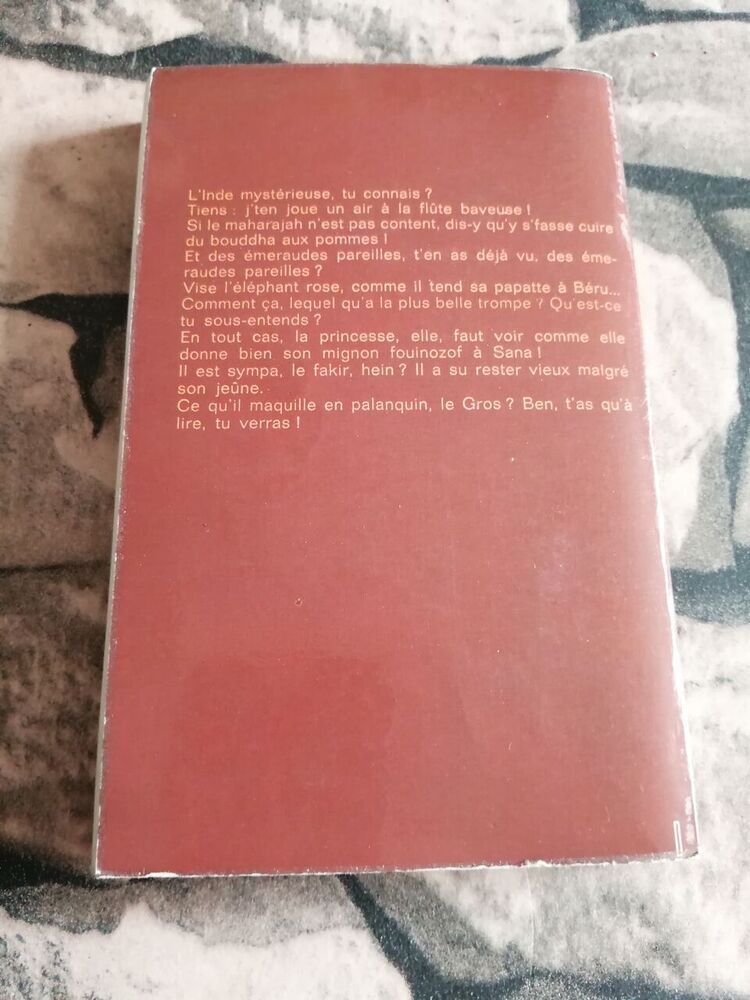 L'Inde mystérieuse, tu connais ?
Tiens : j'ten joue un air à la flûte baveuse !
Si le maharajah n'est pas content, dis-y qu'y s'fasse cuire
du bouddha aux pommes !
Et des émeraudes pareilles, t'en as déjà vu, des éme-
raudes pareilles ?
Vise l'éléphant rose, comme il tend sa papatte à Béru...
Comment ça, lequel qu'a la plus belle trompe ? Qu'est-ce
tu sous-entends ?
En tout cas, la princesse, elle, faut voir comme elle
donne bien son mignon fouinozof à Sana !
Il est sympa, le fakir, hein ? Il a su rester vieux malgré
son jeûne.
Ce qu'il maquille en palanquin, le Gros ? Ben, t'as qu'à
lire, tu verras !